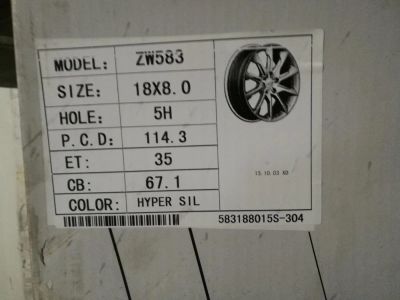 MODEL: ZW583
SIZE: 18X8.0
HOLE: 5H
P.C.D: 114.3
ET: 35
CB: 67.1
COLOR: HYPER SIL
583188015S-304